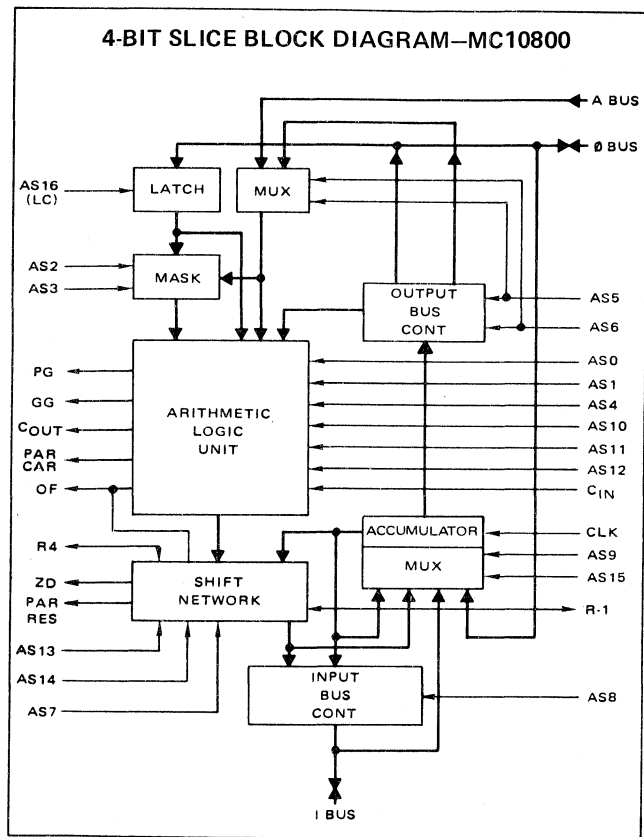 4-BIT SLICE BLOCK DIAGRAM—MC10800
A BUS
Ø BUS
AS16
(LC)
LATCH
MUX
AS2
AS3
MASK
OUTPUT
BUS
CONT
AS5
AS6
PG
GG
COUT
PAR
CAR
OF
ARITHMETIC
LOGIC
UNIT
AS0
AS1
AS4
AS10
AS11
AS12
CIN
R4
ZD
PAR
RES
SHIFT
NETWORK
ACCUMULATOR
MUX
CLK
AS9
AS15
R-1
AS13
AS14
AS7
INPUT
BUS
CONT
AS8
I BUS